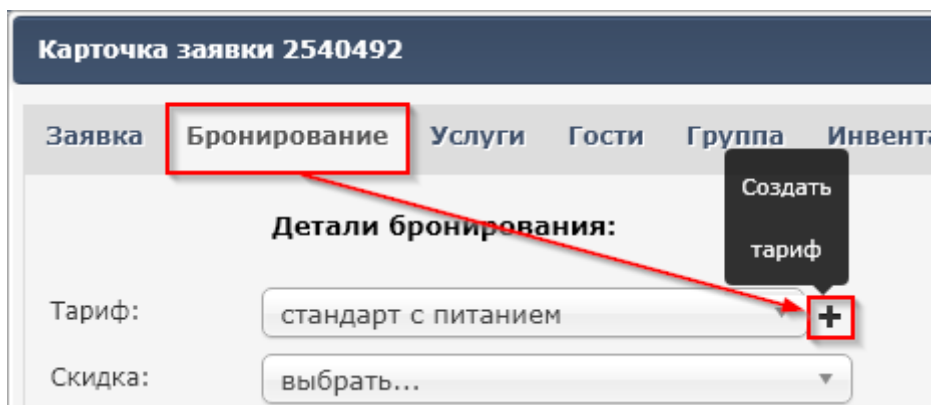 Карточка заявки 2540492
Заявка Бронирование Услуги Гости Группа
Создать
тариф
Детали бронирования:
Тариф: стандарт с питанием +
Скидка: выбрать...